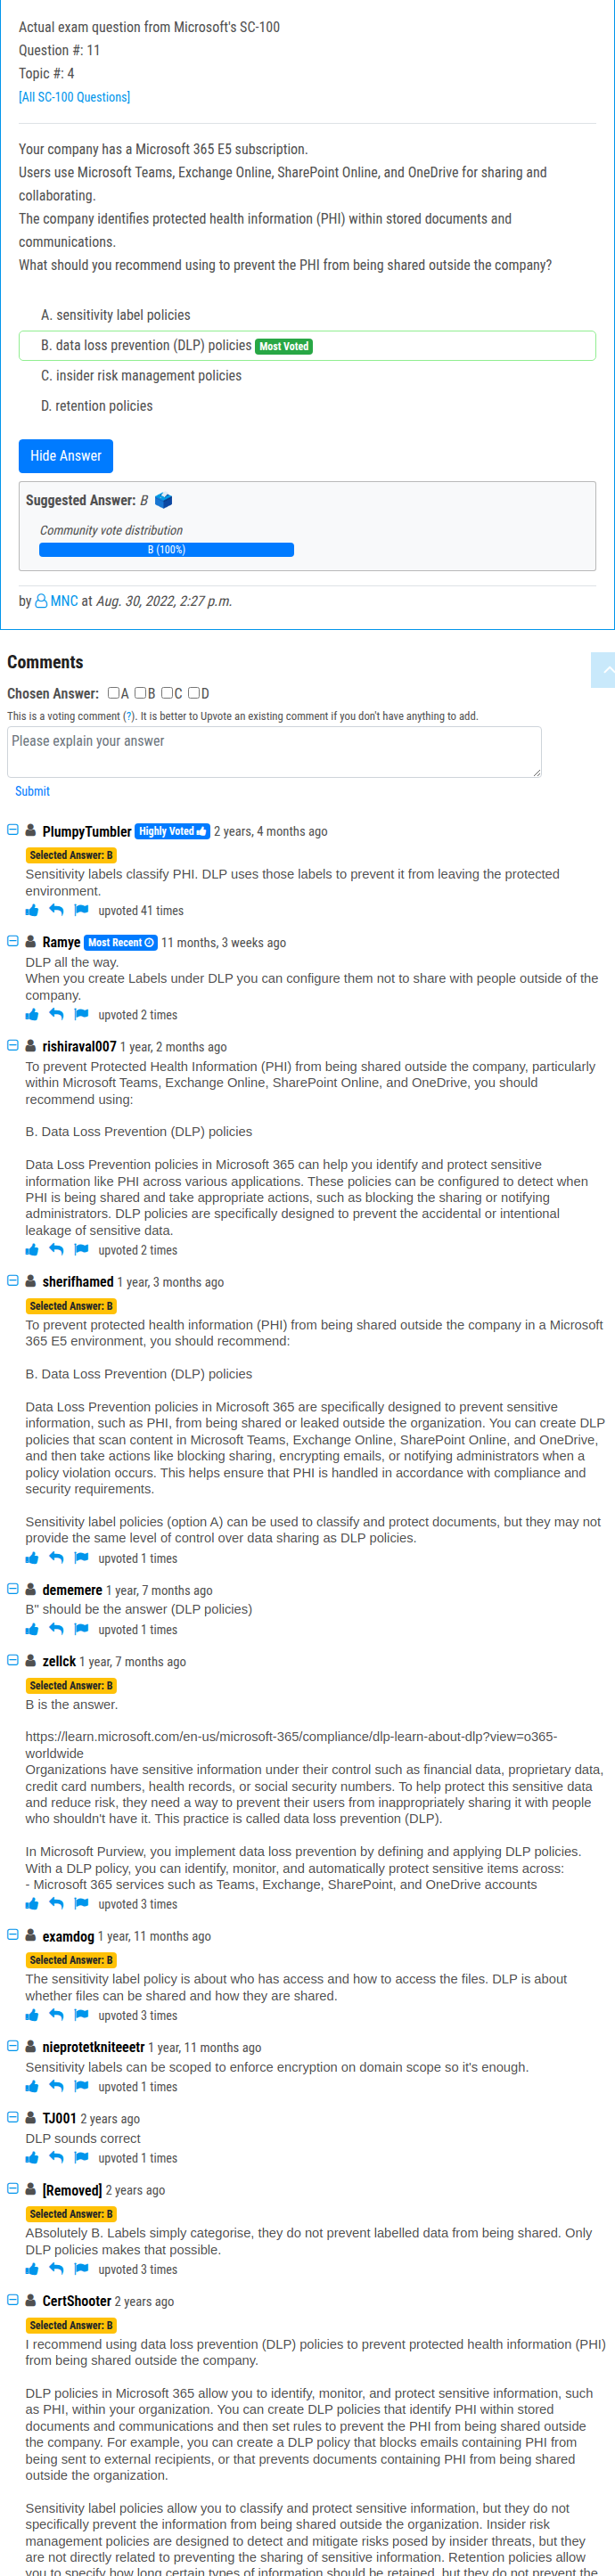 Actual exam question from Microsoft's SC-100
Question #: 11
Topic #: 4
[All SC-100 Questions]
Your company has a Microsoft 365 E5 subscription.
Users use Microsoft Teams, Exchange Online, SharePoint Online, and OneDrive for sharing and
collaborating.
The company identifies protected health information (PHI) within stored documents and
communications.
What should you recommend using to prevent the PHI from being shared outside the company?
A. sensitivity label policies
B. data loss prevention (DLP) policies Most Voted
C. insider risk management policies
D. retention policies
Hide Answer
Suggested Answer: B
Community vote distribution
B (100%)
by MNC at Aug. 30, 2022, 2:27 p.m.
Comments
Chosen Answer: A B C D
This is a voting comment (?). It is better to Upvote an existing comment if you don't have anything to add.
Please explain your answer
Submit
PlumpyTumbler Highly Voted 2 years, 4 months ago
Selected Answer: B
Sensitivity labels classify PHI. DLP uses those labels to prevent it from leaving the protected
environment.
upvoted 41 times
Ramye Most Recent 11 months, 3 weeks ago
DLP all the way.
When you create Labels under DLP you can configure them not to share with people outside of the
company.
upvoted 2 times
rishiraval007 1 year, 2 months ago
To prevent Protected Health Information (PHI) from being shared outside the company, particularly
within Microsoft Teams, Exchange Online, SharePoint Online, and OneDrive, you should
recommend using:
B. Data Loss Prevention (DLP) policies
Data Loss Prevention policies in Microsoft 365 can help you identify and protect sensitive
information like PHI across various applications. These policies can be configured to detect when
PHI is being shared and take appropriate actions, such as blocking the sharing or notifying
administrators. DLP policies are specifically designed to prevent the accidental or intentional
leakage of sensitive data.
upvoted 2 times
sherifhamed 1 year, 3 months ago
Selected Answer: B
To prevent protected health information (PHI) from being shared outside the company in a Microsoft
365 E5 environment, you should recommend:
B. Data Loss Prevention (DLP) policies
Data Loss Prevention policies in Microsoft 365 are specifically designed to prevent sensitive
information, such as PHI, from being shared or leaked outside the organization. You can create DLP
policies that scan content in Microsoft Teams, Exchange Online, SharePoint Online, and OneDrive,
and then take actions like blocking sharing, encrypting emails, or notifying administrators when a
policy violation occurs. This helps ensure that PHI is handled in accordance with compliance and
security requirements.
Sensitivity label policies (option A) can be used to classify and protect documents, but they may not
provide the same level of control over data sharing as DLP policies.
upvoted 1 times
dememere 1 year, 7 months ago
B" should be the answer (DLP policies)
upvoted 1 times
zellck 1 year, 7 months ago
Selected Answer: B
B is the answer.
https://learn.microsoft.com/en-us/microsoft-365/compliance/dlp-learn-about-dlp?view=o365-
worldwide
Organizations have sensitive information under their control such as financial data, proprietary data,
credit card numbers, health records, or social security numbers. To help protect this sensitive data
and reduce risk, they need a way to prevent their users from inappropriately sharing it with people
who shouldn't have it. This practice is called data loss prevention (DLP).
In Microsoft Purview, you implement data loss prevention by defining and applying DLP policies.
With a DLP policy, you can identify, monitor, and automatically protect sensitive items across:
- Microsoft 365 services such as Teams, Exchange, SharePoint, and OneDrive accounts
upvoted 3 times
examdog 1 year, 11 months ago
Selected Answer: B
The sensitivity label policy is about who has access and how to access the files. DLP is about
whether files can be shared and how they are shared.
upvoted 3 times
nieprotetkniteeetr 1 year, 11 months ago
Sensitivity labels can be scoped to enforce encryption on domain scope so it's enough.
upvoted 1 times
TJ001 2 years ago
DLP sounds correct
upvoted 1 times
[Removed] 2 years ago
Selected Answer: B
ABsolutely B. Labels simply categorise, they do not prevent labelled data from being shared. Only
DLP policies makes that possible.
upvoted 3 times
CertShooter 2 years ago
Selected Answer: B
I recommend using data loss prevention (DLP) policies to prevent protected health information (PHI)
from being shared outside the company.
DLP policies in Microsoft 365 allow you to identify, monitor, and protect sensitive information, such
as PHI, within your organization. You can create DLP policies that identify PHI within stored
documents and communications and then set rules to prevent the PHI from being shared outside
the company. For example, you can create a DLP policy that blocks emails containing PHI from
being sent to external recipients, or that prevents documents containing PHI from being shared
outside the organization.
Sensitivity label policies allow you to classify and protect sensitive information, but they do not
specifically prevent the information from being shared outside the organization. Insider risk
management policies are designed to detect and mitigate risks posed by insider threats, but they
are not directly related to preventing the sharing of sensitive information. Retention policies allow
you to specify how long certain types of information should be retained, but they do not prevent the